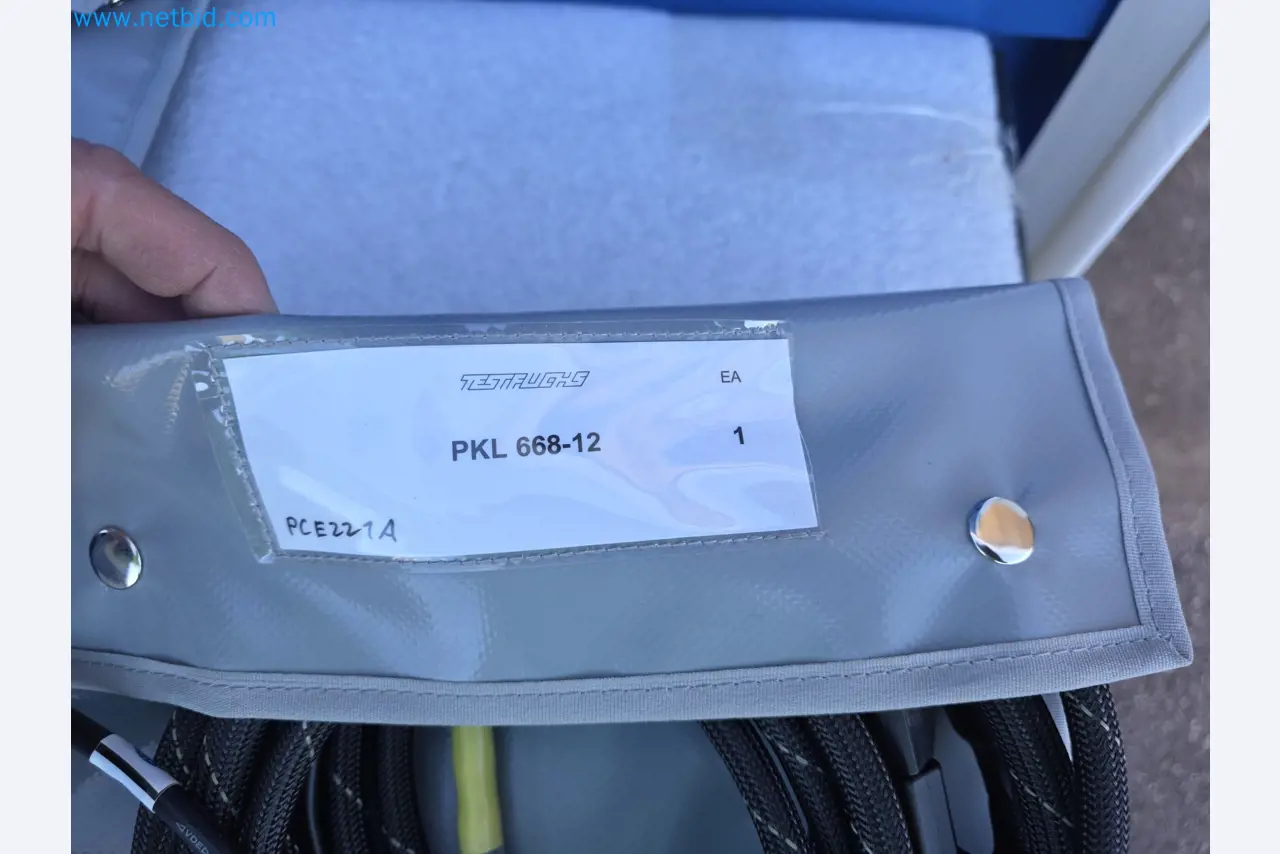 www.netbid.com
TESTFUCHS
EA
PKL 668-12
1
PCE221A